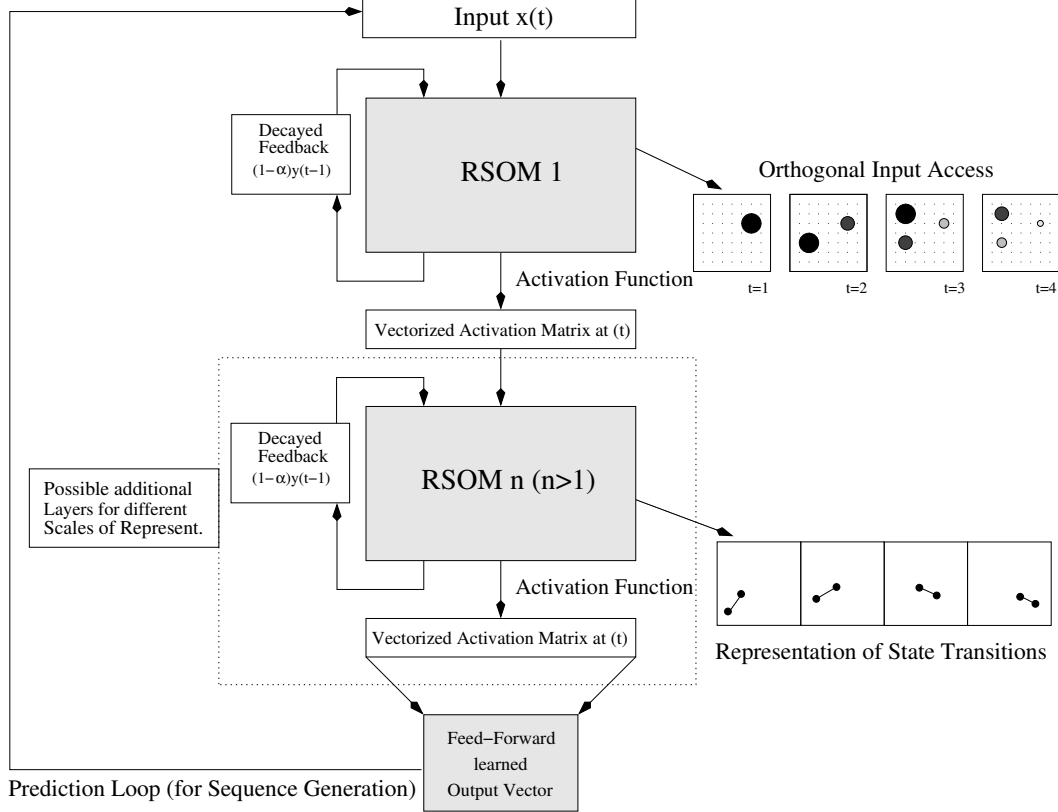 Input x(t)
Decayed
Feedback
(1−α)y(t−1)
RSOM 1
Orthogonal Input Access
t=1
t=2
t=3
t=4
Activation Function
Vectorized Activation Matrix at (t)
Decayed
Feedback
(1−α)y(t−1)
RSOM n (n>1)
Possible additional
Layers for different
Scales of Represent.
Activation Function
Vectorized Activation Matrix at (t)
Representation of State Transitions
Feed−Forward
learned
Output Vector
Prediction Loop (for Sequence Generation)